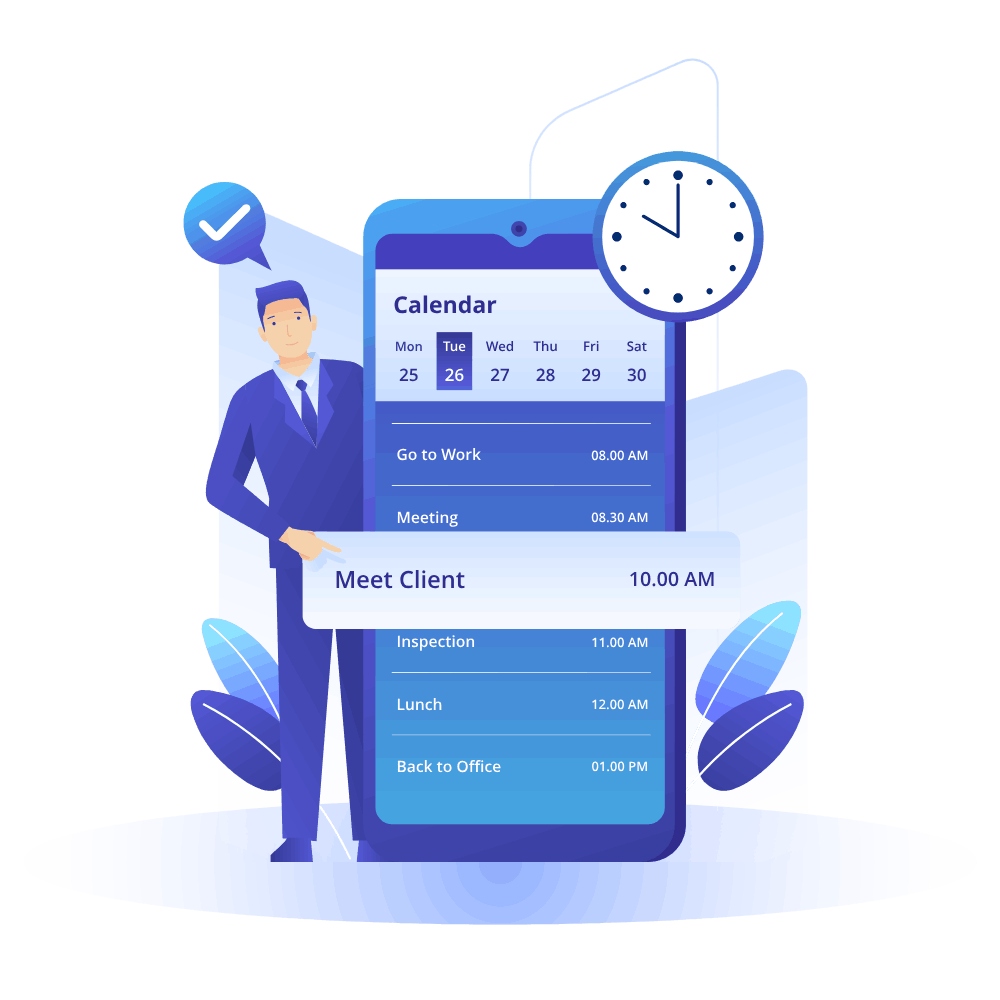 Calendar
Mon Tue Wed Thu Fri Sat
25 26 27 28 29 30
Go to Work 08.00 AM
Meeting 08.30 AM
Meet Client 10.00 AM
Inspection 11.00 AM
Lunch 12.00 AM
Back to Office 01.00 PM